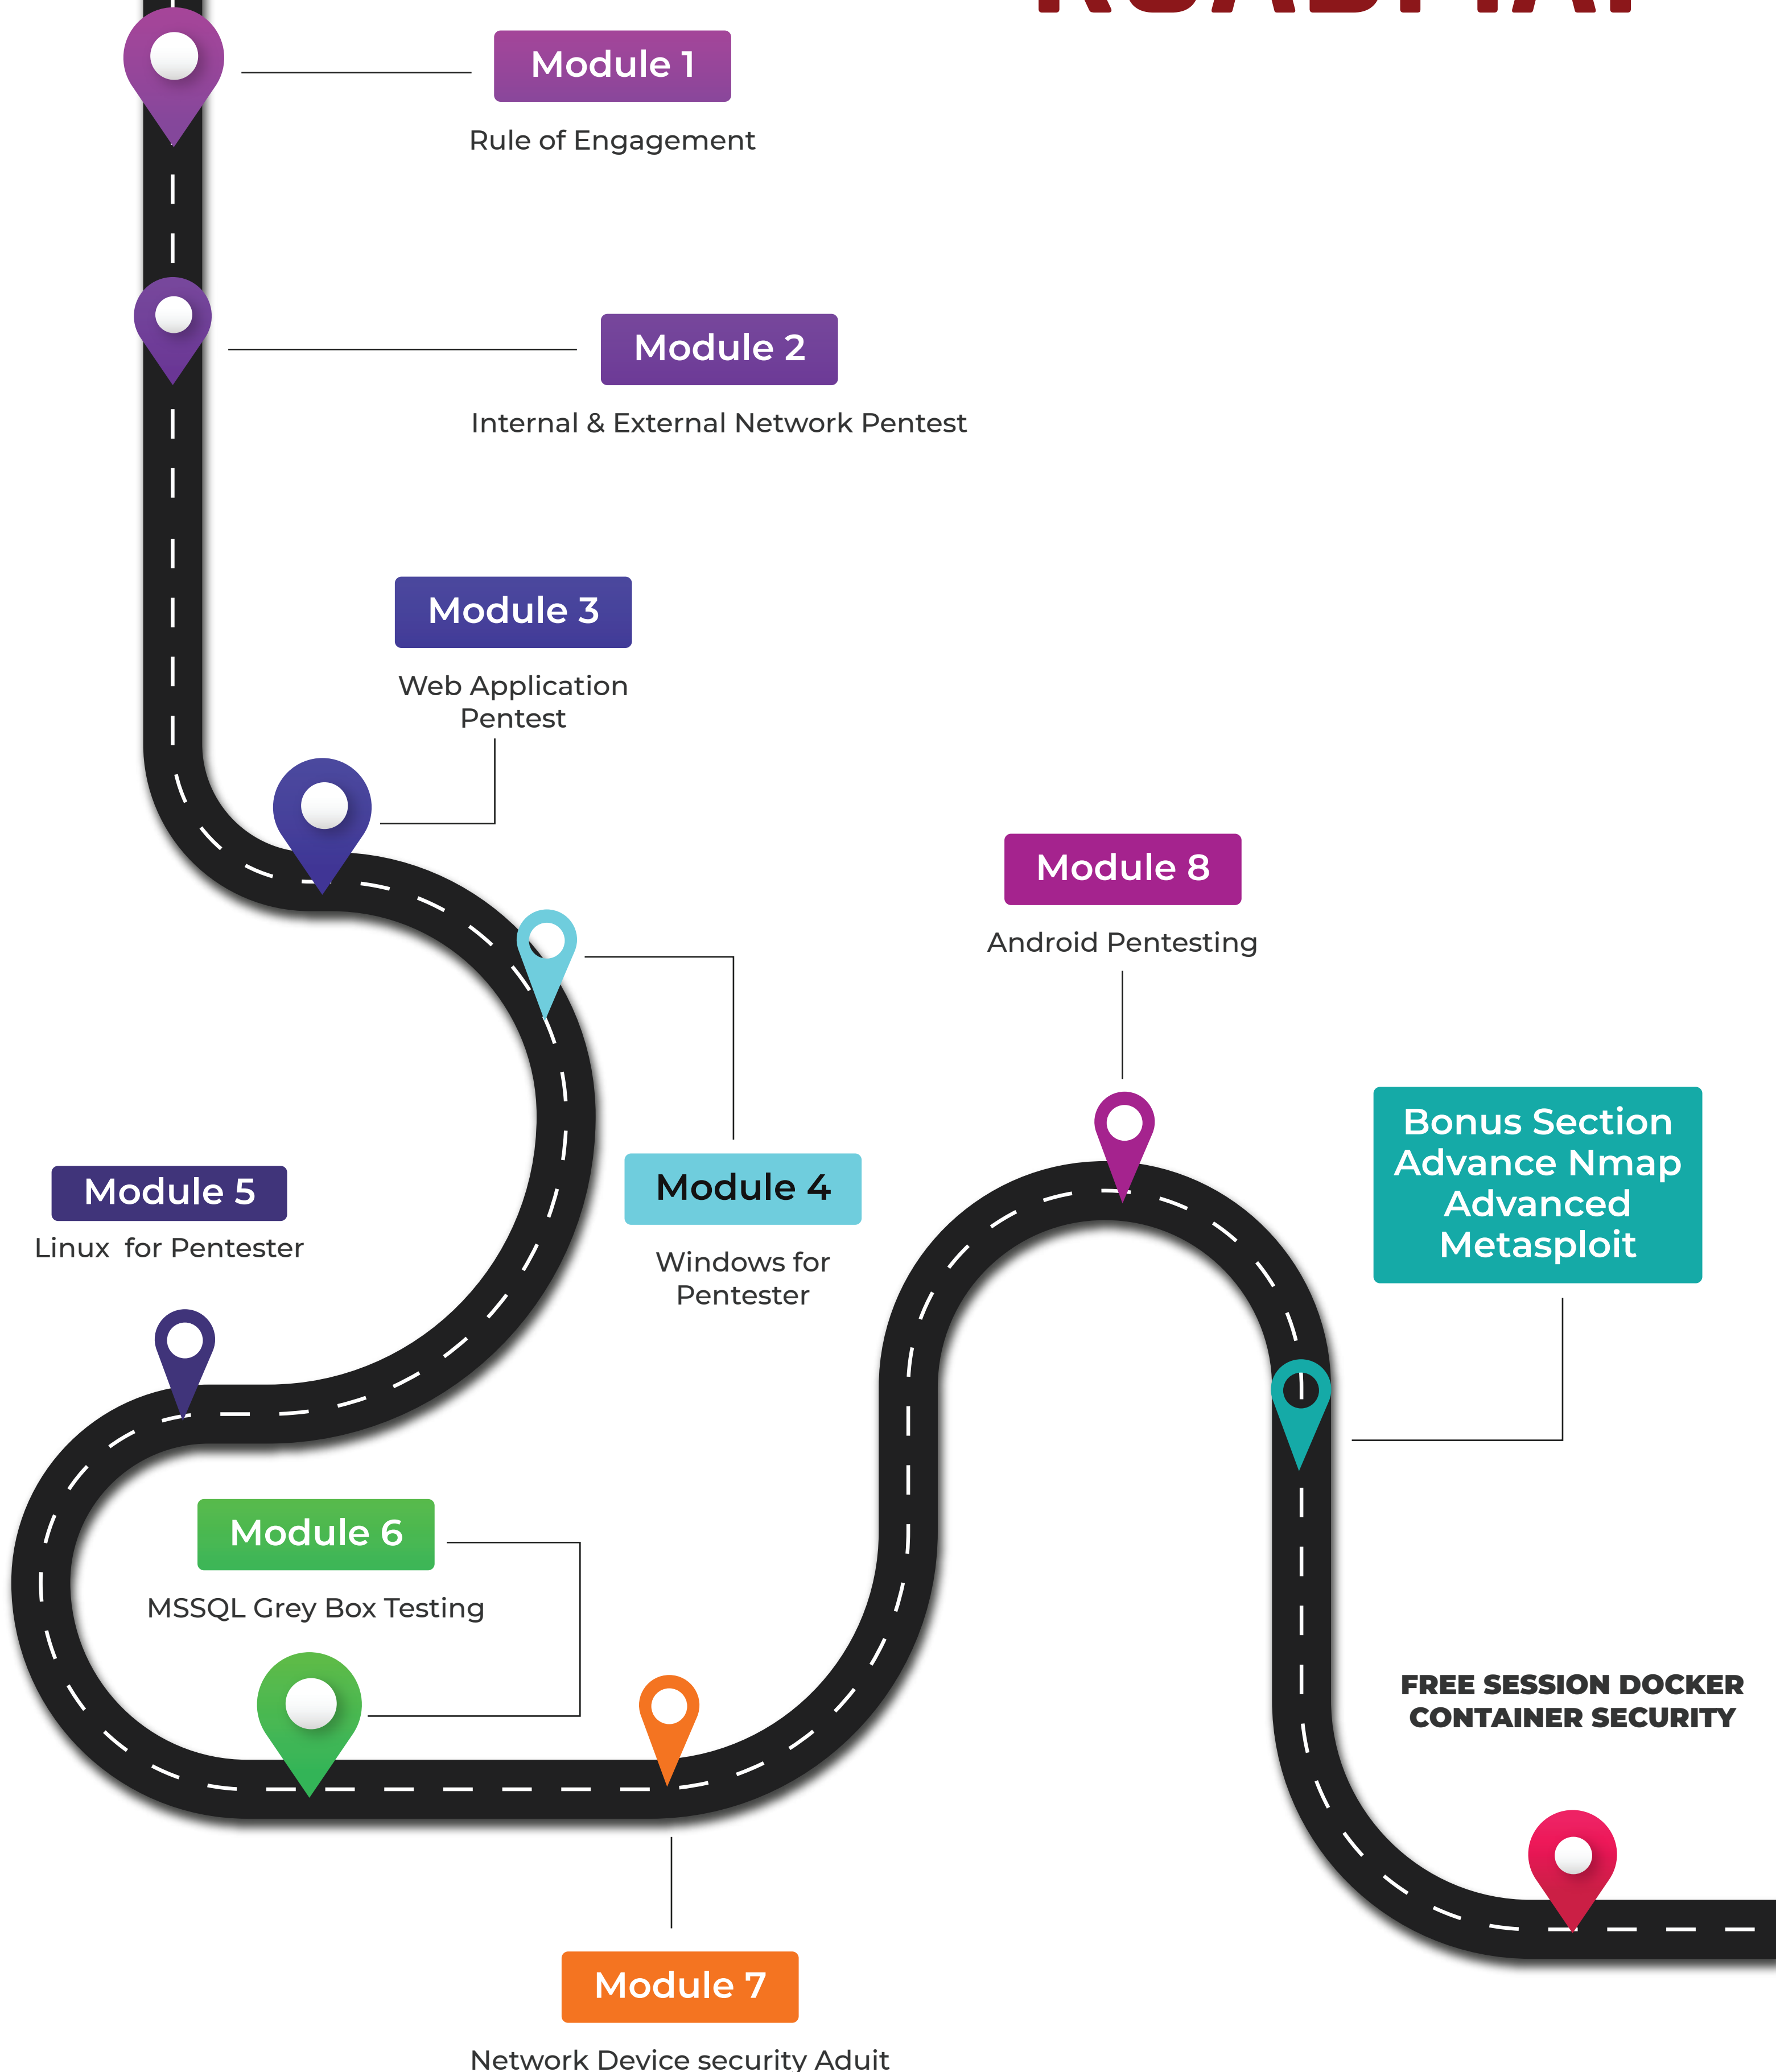 ROADMAP
Module 1
Rule of Engagement
Module 2
Internal & External Network Pentest
Module 3
Web Application
Pentest
Module 8
Android Pentesting
Bonus Section
Advance Nmap
Advanced
Metasploit
Module 5
Linux for Pentester
Module 4
Windows for
Pentester
Module 6
MSSQL Grey Box Testing
FREE SESSION DOCKER
CONTAINER SECURITY
Module 7
Network Device security Aduit